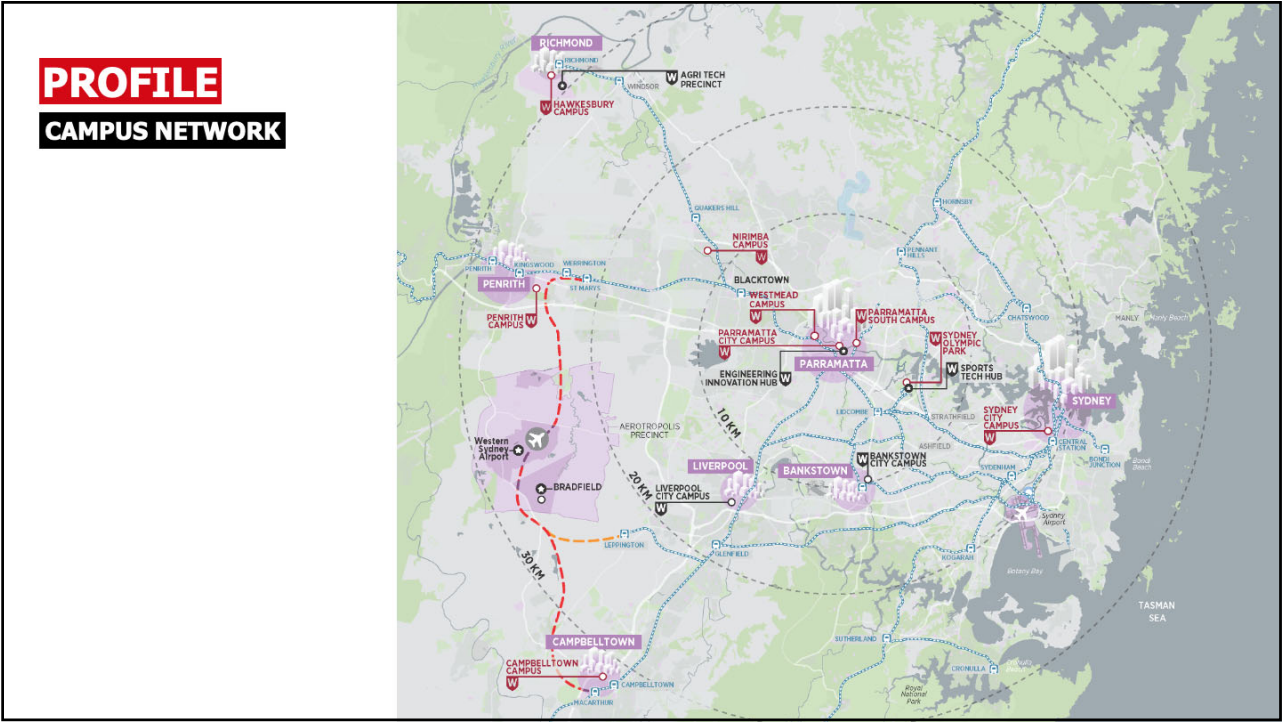 PROFILE
CAMPUS NETWORK
RICHMOND
RICHMOND
WINDSOR
AGRI TECH
PRECINCT
HAWKESBURY
CAMPUS
QUAKERS HILL
HORNSBY
NIRIMBA
CAMPUS
PENNANT
HILLS
PENRITH
KINGSWOOD
WERRINGTON
ST MARYS
PENRITH
BLACKTOWN
WESTMEAD
CAMPUS
PARRAMATTA
SOUTH CAMPUS
CHATSWOOD
MANLY
Manly Beach
PENRITH
CAMPUS
PARRAMATTA
CITY CAMPUS
SYDNEY
OLYMPIC
PARK
PARRAMATTA
ENGINEERING
INNOVATION HUB
SPORTS
TECH HUB
SYDNEY
10 KM
LIDCOMBE
STRATHFIELD
SYDNEY
CITY
CAMPUS
AEROTROPOLIS
PRECINCT
ASHFIELD
CENTRAL
STATION
Western
Sydney
Airport
LIVERPOOL
BANKSTOWN
BANKSTOWN
CITY CAMPUS
SYDENHAM
BONDI
JUNCTION
Bondi
Beach
20 KM
BRADFIELD
LIVERPOOL
CITY CAMPUS
Sydney
Airport
LEPPINGTON
GLENFIELD
KOGARAH
30 KM
Botany Bay
TASMAN
SEA
CAMPBELLTOWN
SUTHERLAND
CRONULLA
CAMPBELLTOWN
CAMPUS
CAMPBELLTOWN
MACARTHUR
Royal
National
Park